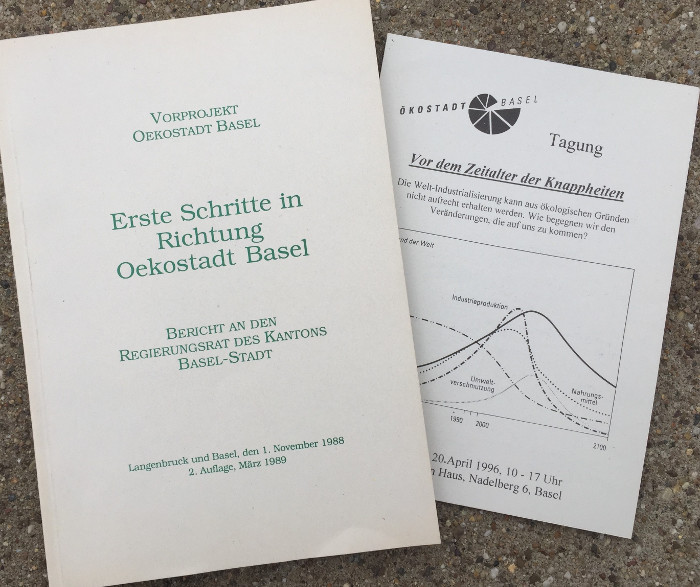 VORPROJEKT
OEKOSTADT BASEL
Erste Schritte in
Richtung
Oekostadt Basel
BERICHT AN DEN
REGIERUNGSRAT DES KANTONS
BASEL-STADT
Langenbruck und Basel, den 1. November 1988
2. Auflage, März 1989
ÖKOSTADT BASEL
Tagung
Vor dem Zeitalter der Knappheiten
Die Welt-Industrialisierung kann aus ökologischen Gründen
nicht aufrecht erhalten werden. Wie begegnen wir den
Veränderungen, die auf uns zu kommen?
der Welt
Industrieproduktion
Umwelt-
verschmutzung
Nahrungs-
mittel
1990 2000
2100
20.April 1996, 10 - 17 Uhr
Haus, Nadelberg 6, Basel